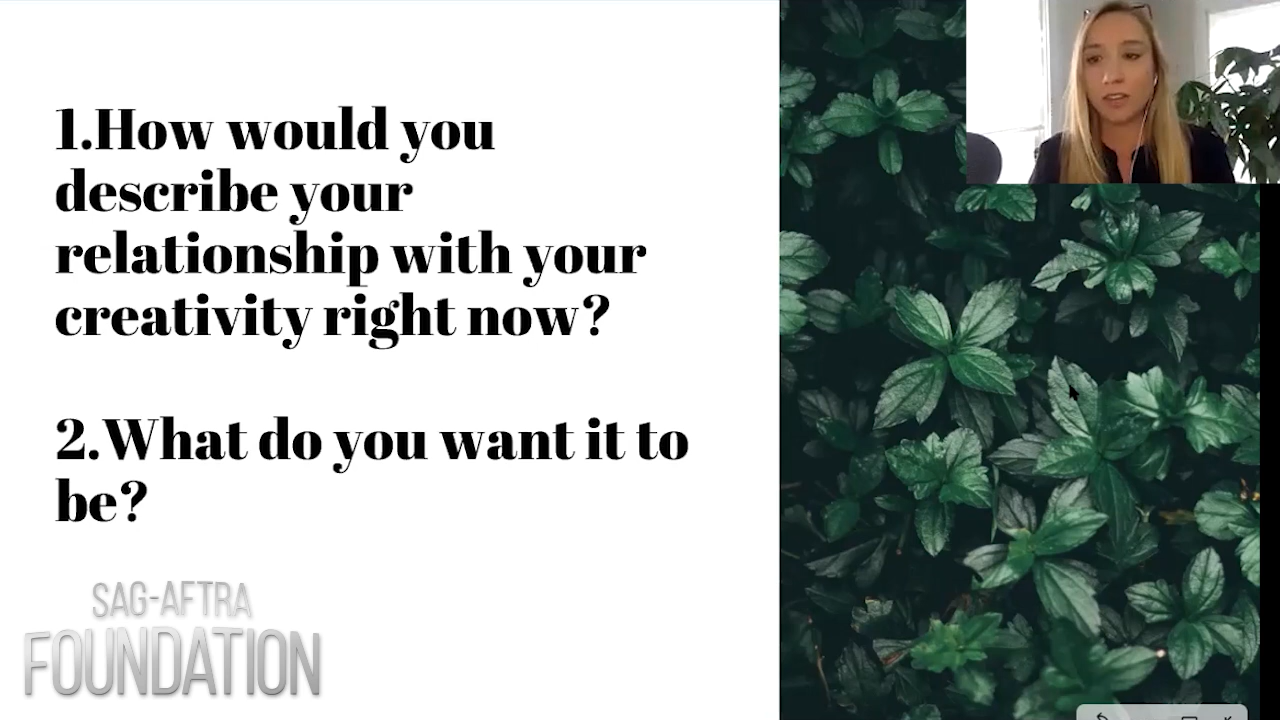 1.How would you
describe your
relationship with your
creativity right now?
2.What do you want it to
be?
SAG-AFTRA
FOUNDATION